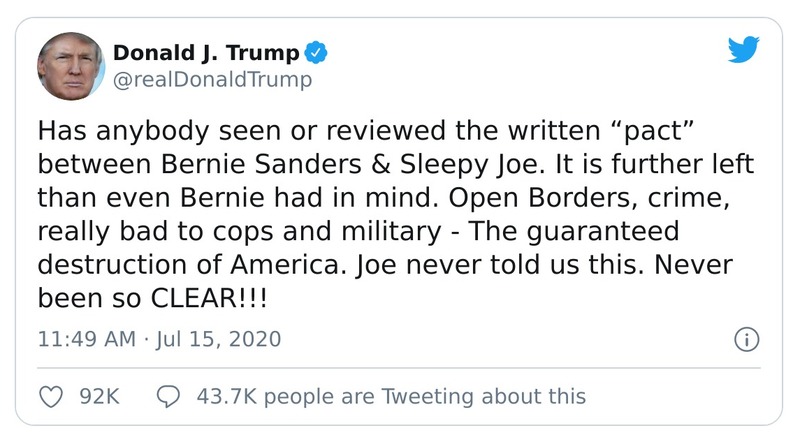 Donald J. Trump
@realDonaldTrump
Has anybody seen or reviewed the written “pact”
between Bernie Sanders & Sleepy Joe. It is further left
than even Bernie had in mind. Open Borders, crime,
really bad to cops and military - The guaranteed
destruction of America. Joe never told us this. Never
been so CLEAR!!!
11:49 AM · Jul 15, 2020
92K 43.7K people are Tweeting about this